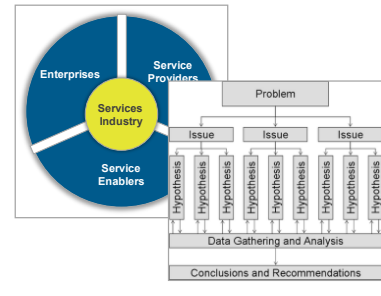 Enterprises
Service
Providers
Services
Industry
Service
Enablers
Problem
Issue
Issue
Issue
Hypothesis
Hypothesis
Hypothesis
Hypothesis
Hypothesis
Hypothesis
Hypothesis
Hypothesis
Hypothesis
Data Gathering and Analysis
Conclusions and Recommendations